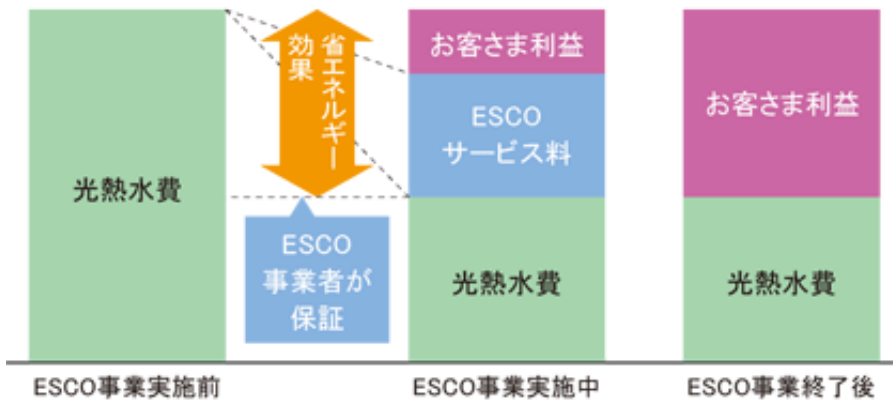 光熱水費
省エネルギー
効果
ESCO
事業者が
保証
お客さま利益
ESCO
サービス料
光熱水費
お客さま利益
光熱水費
ESCO事業実施前
ESCO事業実施中
ESCO事業終了後